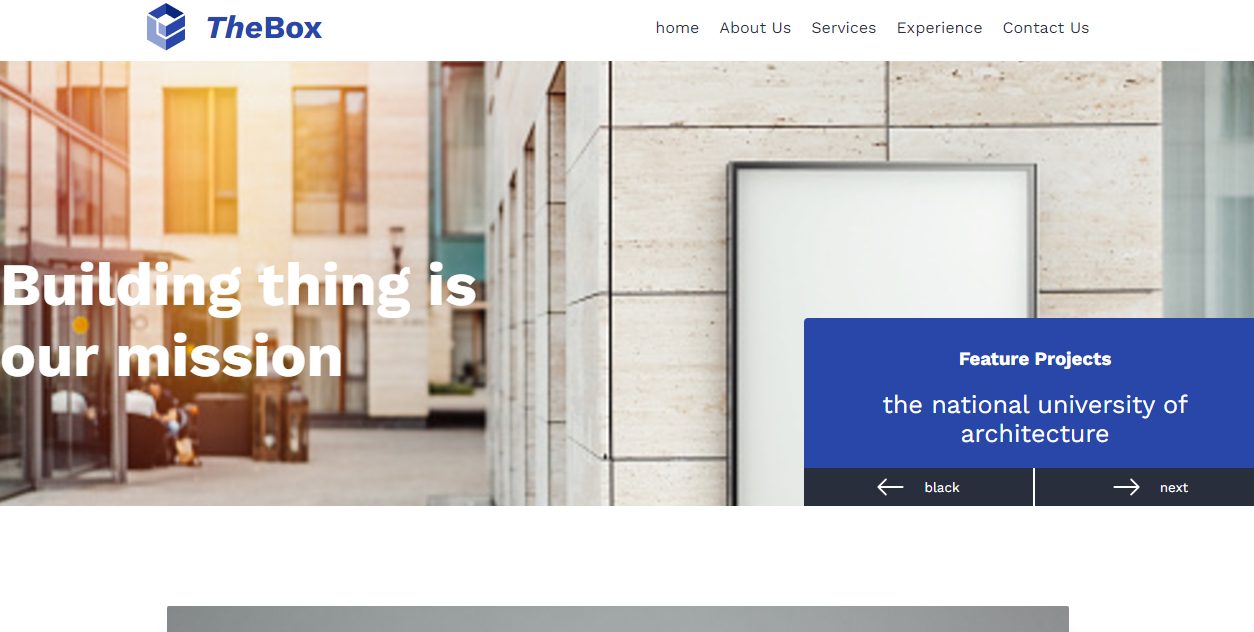 TheBox
home About Us Services Experience Contact Us
Building thing is
our mission
Feature Projects
the national university of
architecture
black
next